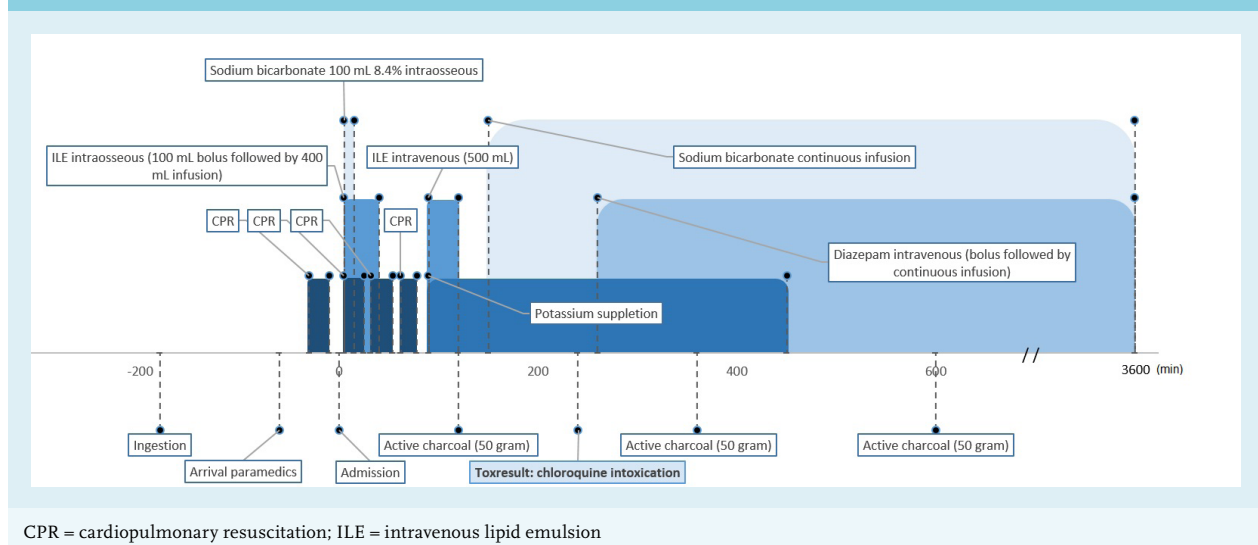 Sodium bicarbonate 100 mL 8.4% intraosseous
ILE intraosseous (100 mL bolus followed by 400
mL infusion)
ILE intravenous (500 mL)
Sodium bicarbonate continuous infusion
CPR
CPR
CPR
CPR
Diazepam intravenous (bolus followed by
continuous infusion)
Potassium suppletion
-200
0
200
400
600
3600 (min)
Ingestion
Active charcoal (50 gram)
Active charcoal (50 gram)
Active charcoal (50 gram)
Arrival paramedics
Admission
Toxresult: chloroquine intoxication
CPR = cardiopulmonary resuscitation; ILE = intravenous lipid emulsion